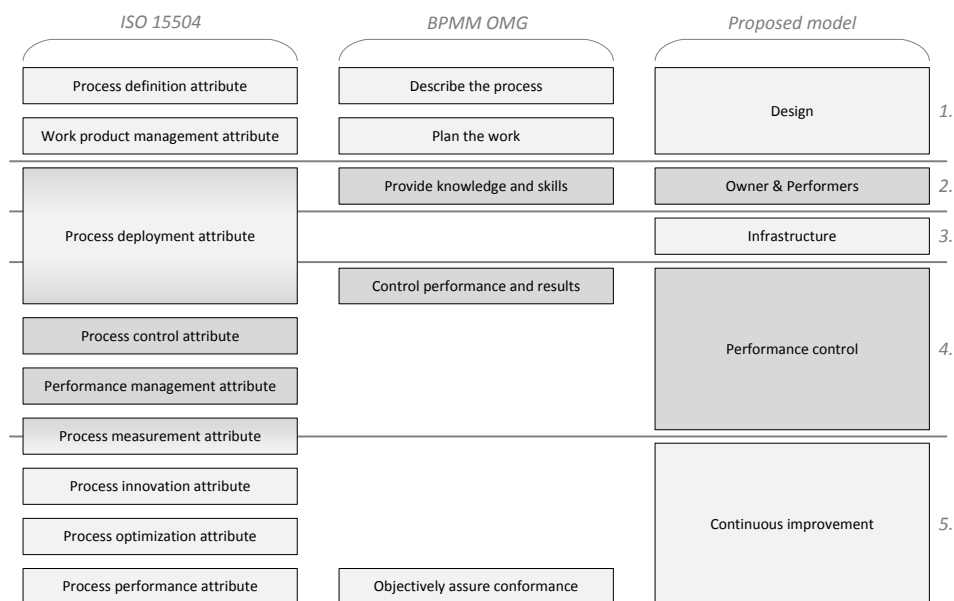 ISO 15504 BPMM OMG Proposed model
Process definition attribute Describe the process
Design 1.
Work product management attribute Plan the work
Provide knowledge and skills Owner & Performers 2.
Process deployment attribute Infrastructure 3.
Control performance and results
Process control attribute
Performance control 4.
Performance management attribute
Process measurement attribute
Process innovation attribute
Continuous improvement 5.
Process optimization attribute
Process performance attribute Objectively assure conformance